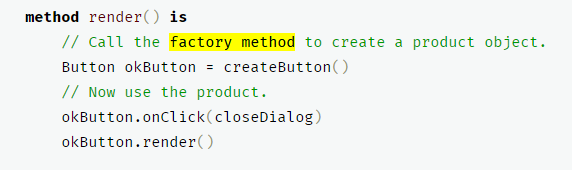 method render() is
// Call the factory method to create a product object.
Button okButton = createButton()
// Now use the product.
okButton.onClick(closeDialog)
okButton.render()